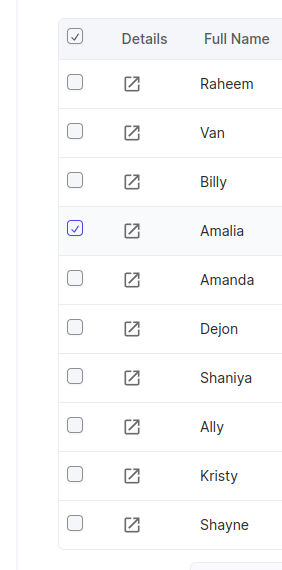 Details Full Name
Raheem
Van
Billy
Amalia
Amanda
Dejon
Shaniya
Ally
Kristy
Shayne